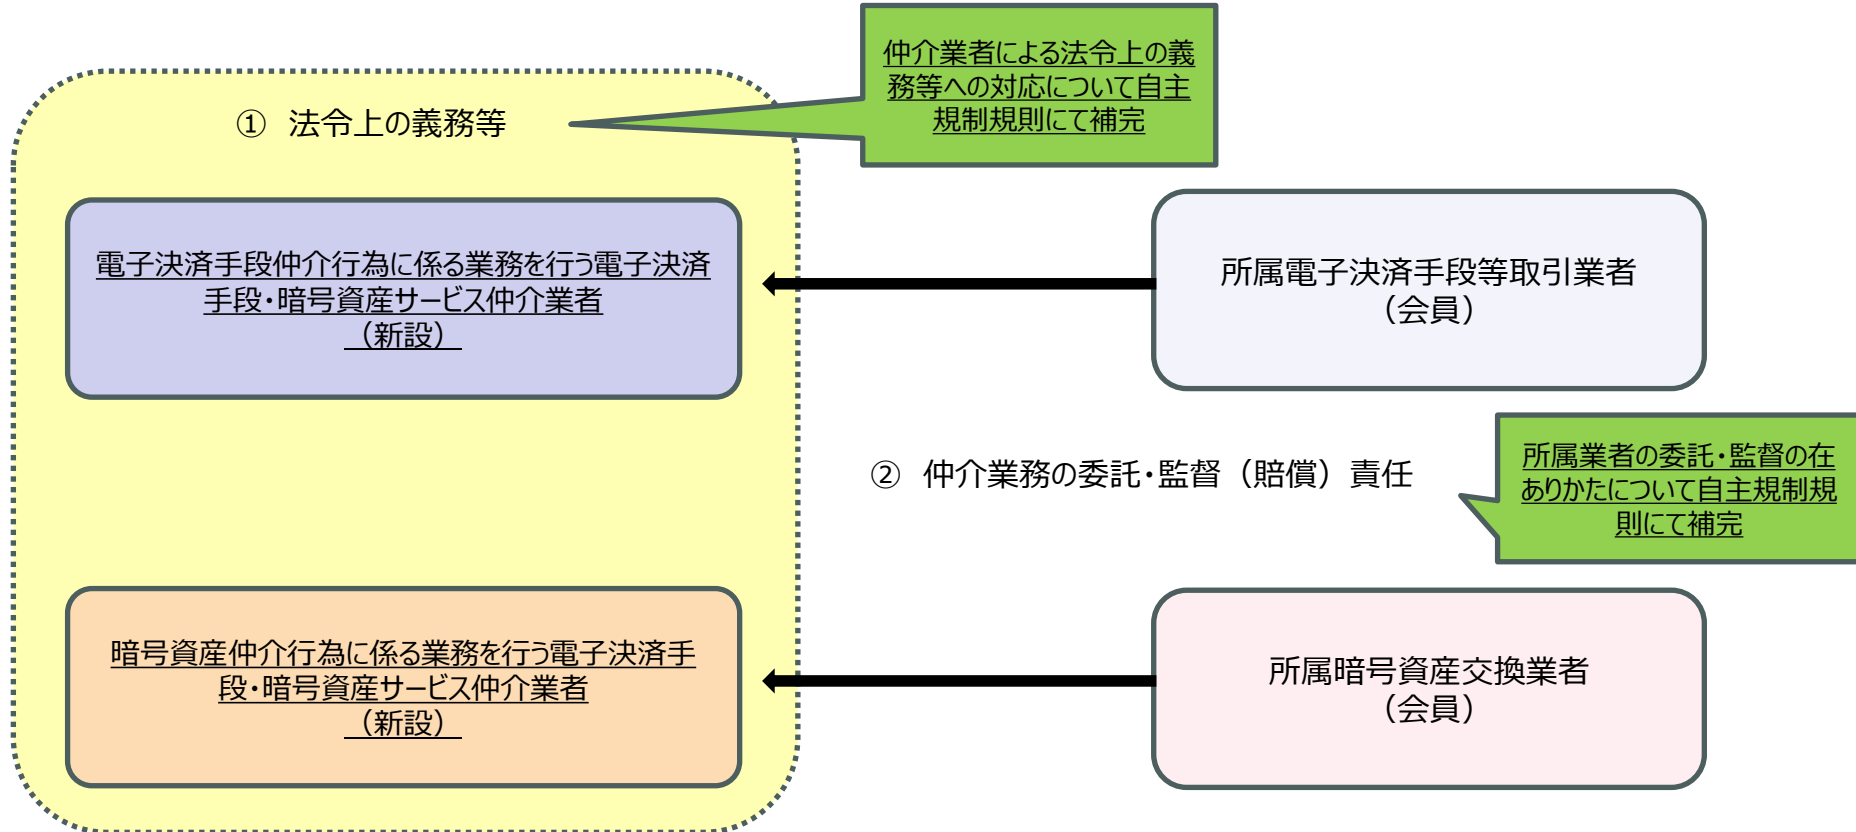 仲介業者による法令上の義
務等への対応について自主
規制規則にて補完
① 法令上の義務等
電子決済手段仲介行為に係る業務を行う電子決済
手段・暗号資産サービス仲介業者
（新設）
所属電子決済手段等取引業者
（会員）
② 仲介業務の委託・監督（賠償）責任
所属業者の委託・監督の在
ありかたについて自主規制規
則にて補完
暗号資産仲介行為に係る業務を行う電子決済手
段・暗号資産サービス仲介業者
（新設）
所属暗号資産交換業者
（会員）